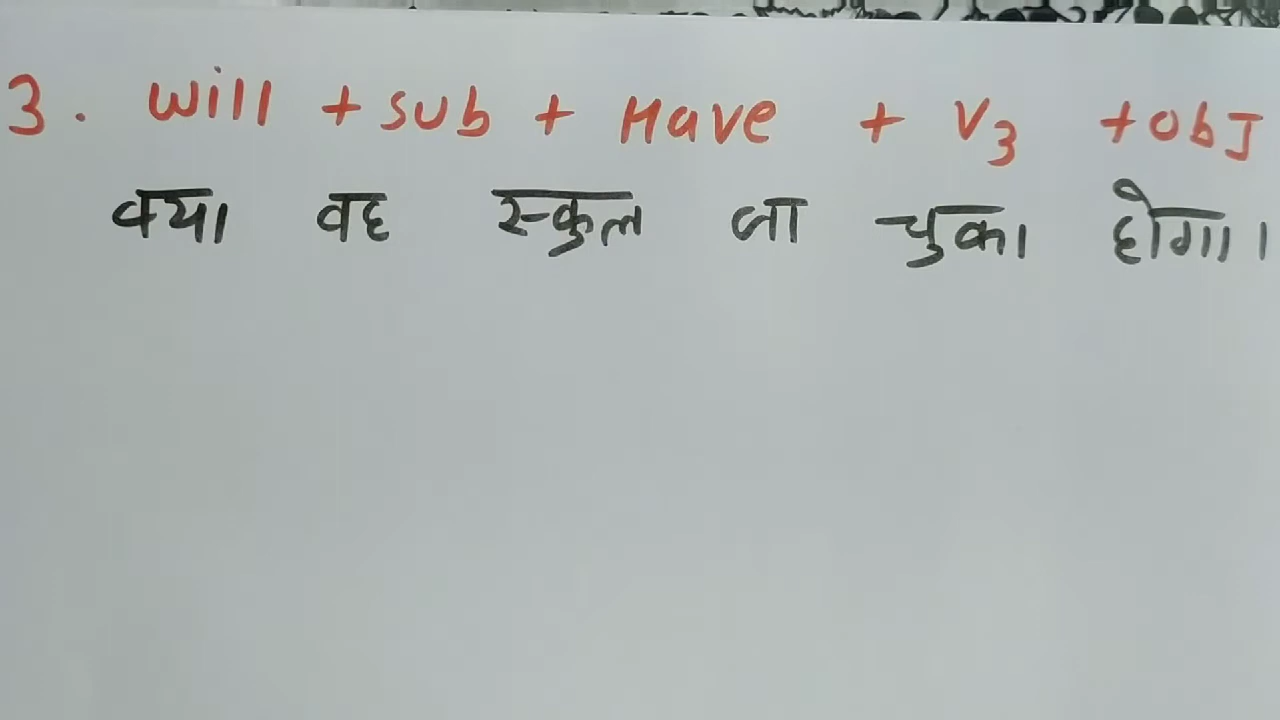 3. will + sub + Have + V3 + obJ
क्या वह स्कुल जा चुका होगा।